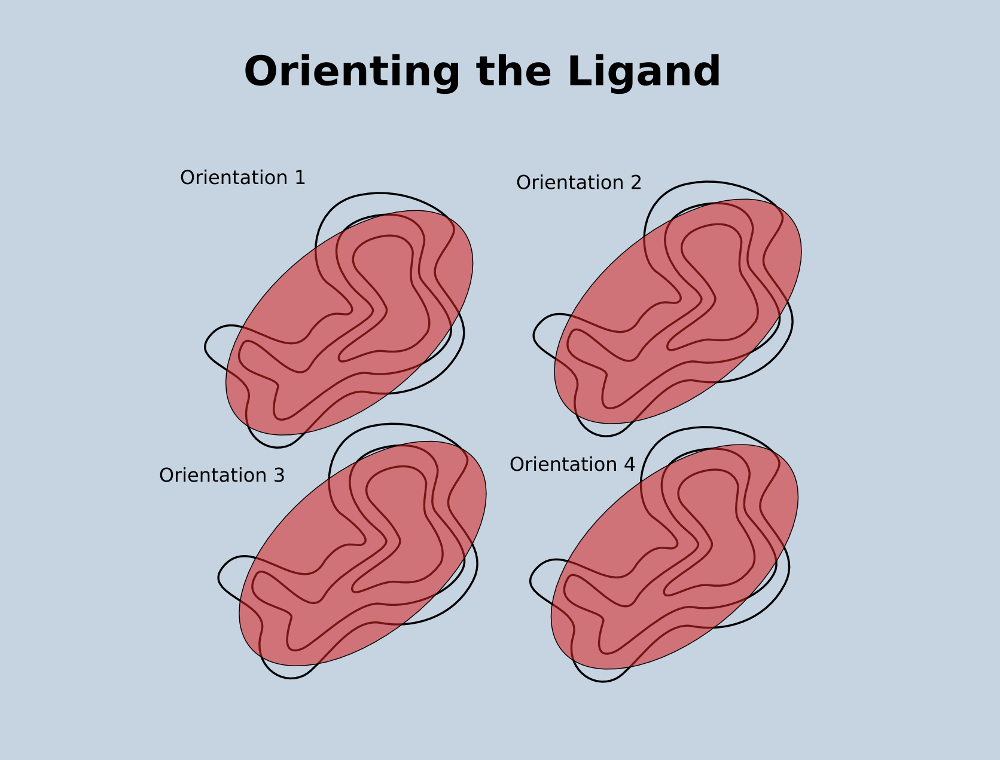 Orienting the Ligand
Orientation 1
Orientation 2
Orientation 3
Orientation 4